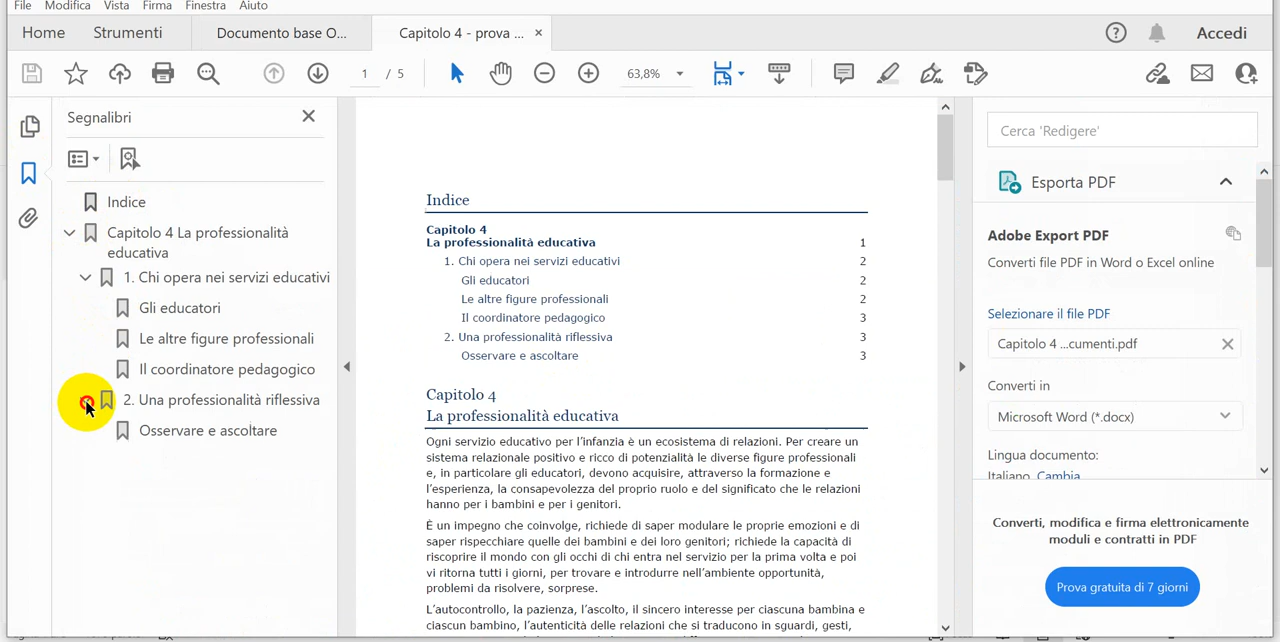 File Modifica Vista Firma Finestra Aiuto
Home Strumenti Documento base O... Capitolo 4 - prova ... × Accedi
1 / 5 63,8%
Segnalibri
Indice
Capitolo 4 La professionalità
educativa
1. Chi opera nei servizi educativi
Gli educatori
Le altre figure professionali
Il coordinatore pedagogico
2. Una professionalità riflessiva
Osservare e ascoltare
Indice
Capitolo 4
La professionalità educativa 1
1. Chi opera nei servizi educativi 2
Gli educatori 2
Le altre figure professionali 2
Il coordinatore pedagogico 3
2. Una professionalità riflessiva 3
Osservare e ascoltare 3
Capitolo 4
La professionalità educativa
Ogni servizio educativo per l'infanzia è un ecosistema di relazioni. Per creare un
sistema relazionale positivo e ricco di potenzialità le diverse figure professionali
e, in particolare gli educatori, devono acquisire, attraverso la formazione e
l'esperienza, la consapevolezza del proprio ruolo e del significato che le relazioni
hanno per i bambini e per i genitori.
È un impegno che coinvolge, richiede di saper modulare le proprie emozioni e di
saper rispecchiare quelle dei bambini e dei loro genitori; richiede la capacità di
riscoprire il mondo con gli occhi di chi entra nel servizio per la prima volta e poi
vi ritorna tutti i giorni, per trovare e introdurre nell'ambiente opportunità,
problemi da risolvere, sorprese.
L'autocontrollo, la pazienza, l'ascolto, il sincero interesse per ciascuna bambina e
ciascun bambino, l'autenticità delle relazioni che si traducono in sguardi, gesti,
Cerca 'Redigere'
Esporta PDF
Adobe Export PDF
Converti file PDF in Word o Excel online
Selezionare il file PDF
Capitolo 4 ...cumenti.pdf
Converti in
Microsoft Word (*.docx)
Lingua documento:
Italiano Cambia
Converti, modifica e firma elettronicamente
moduli e contratti in PDF
Prova gratuita di 7 giorni